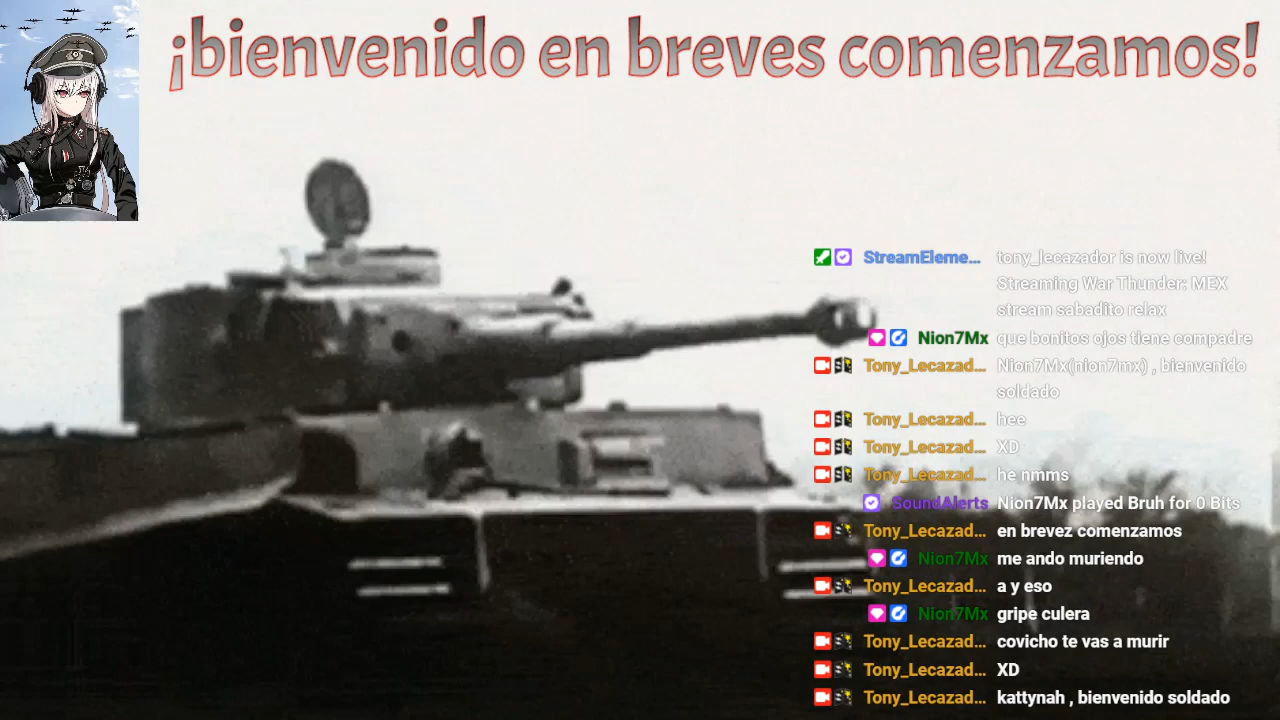 ¡bienvenido en breves comenzamos!
StreamEleme... tony_lecazador is now live!
Streaming War Thunder: MEX
stream sabadito relax
Nion7Mx que bonitos ojos tiene compadre
Tony_Lecazad... Nion7Mx(nion7mx) , bienvenido
soldado
Tony_Lecazad... hee
Tony_Lecazad... XD
Tony_Lecazad... he nmms
SoundAlerts Nion7Mx played Bruh for 0 Bits
Tony_Lecazad... en brevez comenzamos
Nion7Mx me ando muriendo
Tony_Lecazad... a y eso
Nion7Mx gripe culera
Tony_Lecazad... covicho te vas a murir
Tony_Lecazad... XD
Tony_Lecazad... kattynah , bienvenido soldado